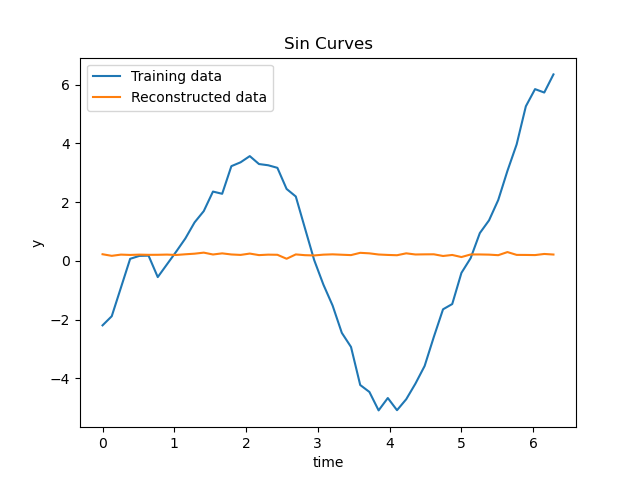 Sin Curves
Training data
Reconstructed data
6
4
2
0
−2
−4
y
0 1 2 3 4 5 6
time